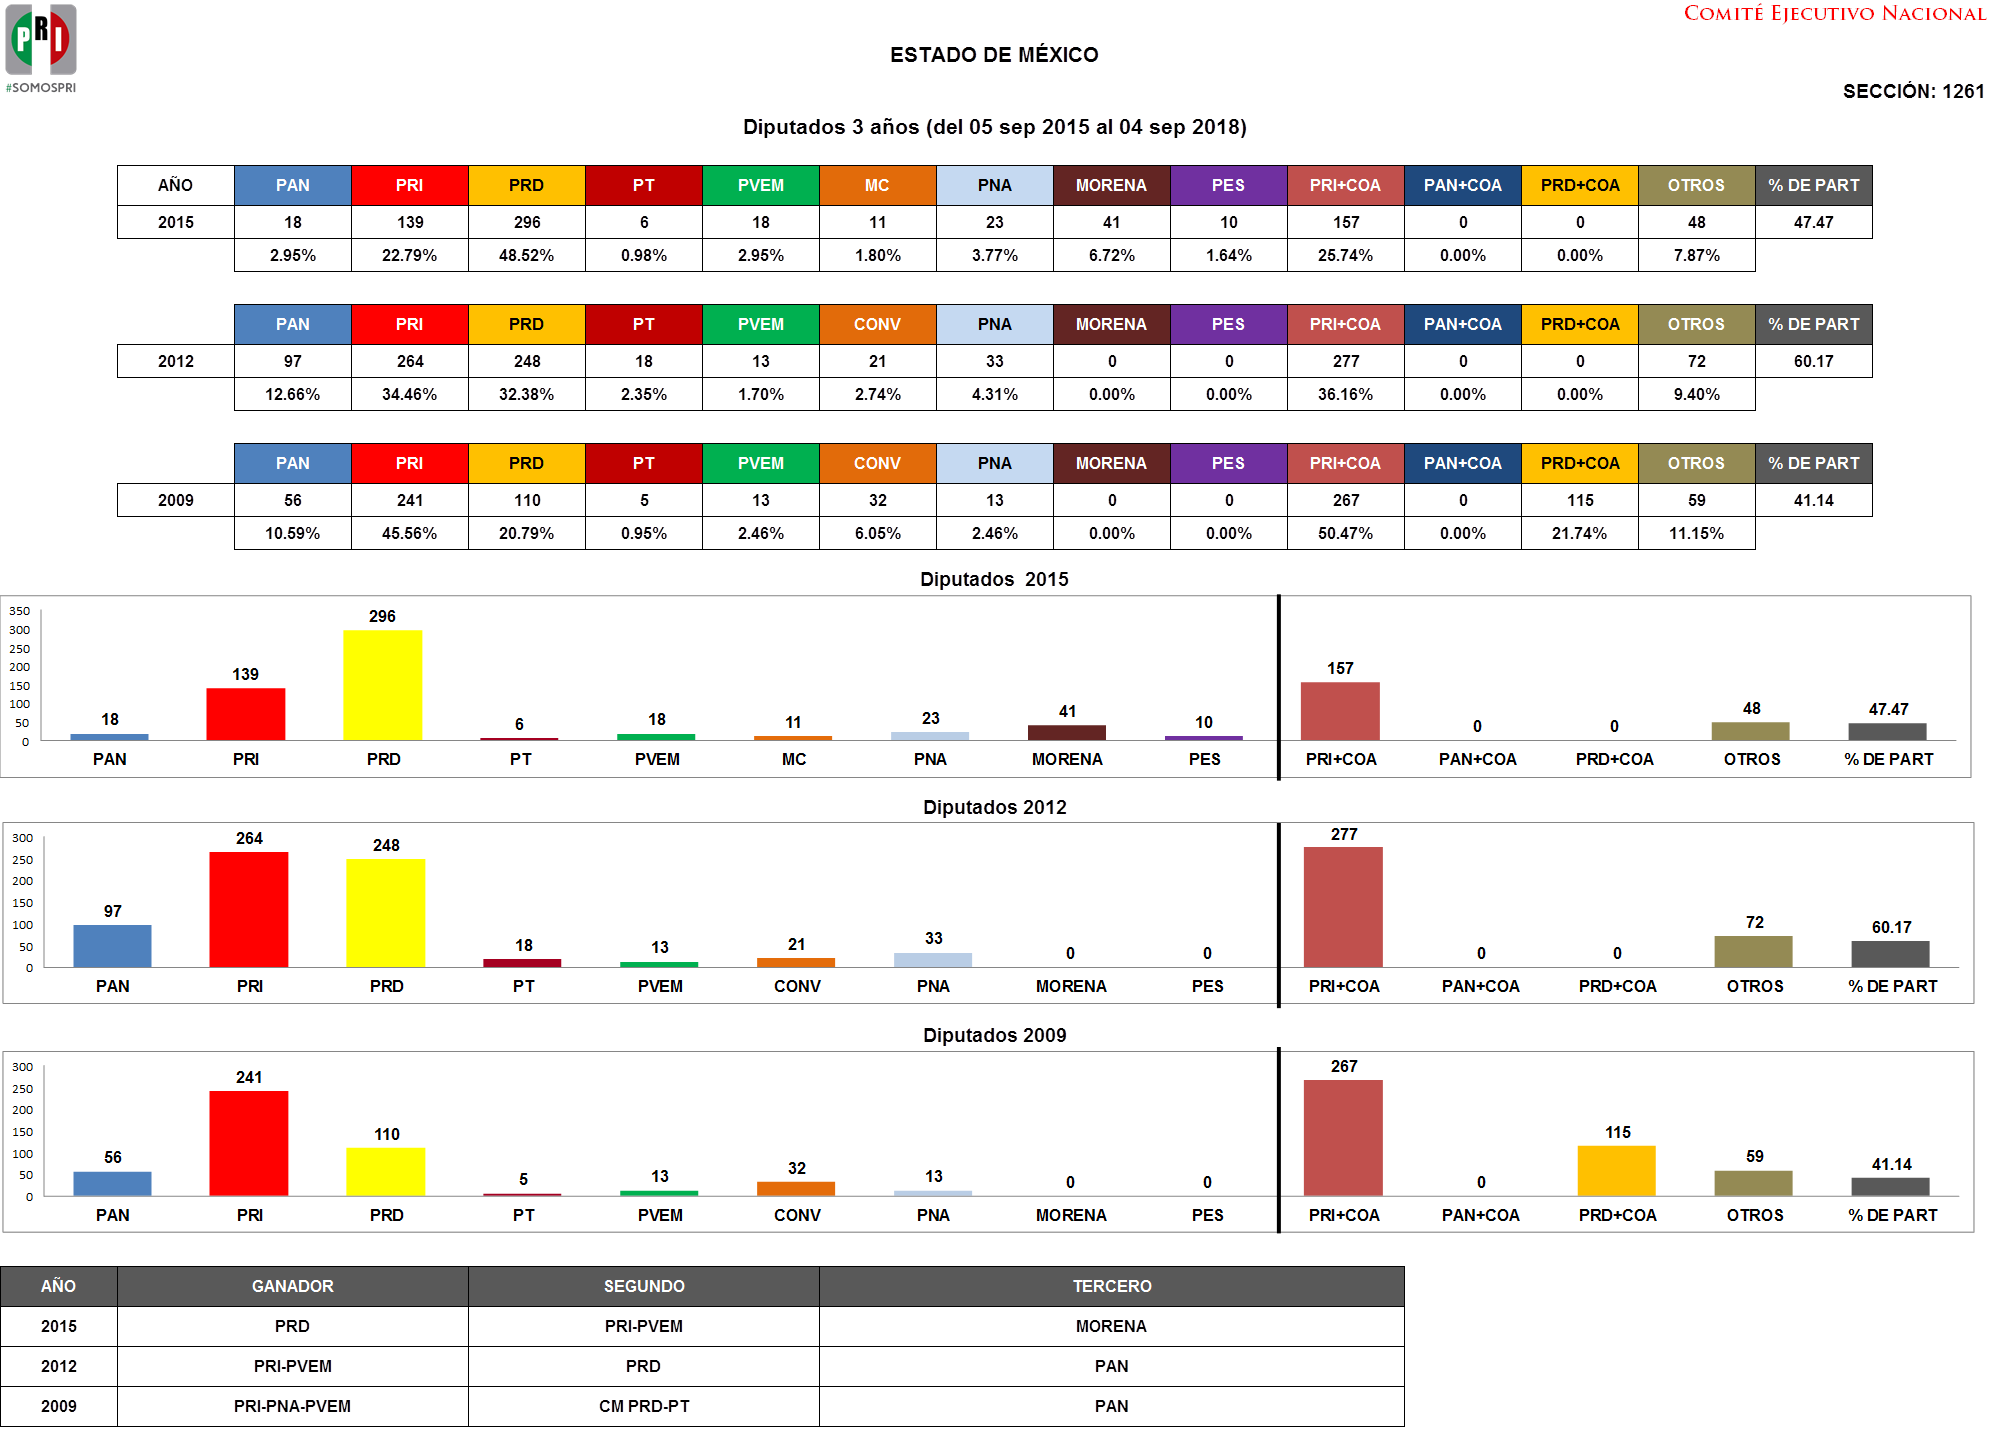 PRI
#SOMOSPRI
COMITÉ EJECUTIVO NACIONAL
ESTADO DE MÉXICO
SECCIÓN: 1261
Diputados 3 años (del 05 sep 2015 al 04 sep 2018)
AÑO PAN PRI PRD PT PVEM MC PNA MORENA PES PRI+COA PAN+COA PRD+COA OTROS % DE PART
2015 18 139 296 6 18 11 23 41 10 157 0 0 48 47.47
2.95% 22.79% 48.52% 0.98% 2.95% 1.80% 3.77% 6.72% 1.64% 25.74% 0.00% 0.00% 7.87%
PAN PRI PRD PT PVEM CONV PNA MORENA PES PRI+COA PAN+COA PRD+COA OTROS % DE PART
2012 97 264 248 18 13 21 33 0 0 277 0 0 72 60.17
12.66% 34.46% 32.38% 2.35% 1.70% 2.74% 4.31% 0.00% 0.00% 36.16% 0.00% 0.00% 9.40%
PAN PRI PRD PT PVEM CONV PNA MORENA PES PRI+COA PAN+COA PRD+COA OTROS % DE PART
2009 56 241 110 5 13 32 13 0 0 267 0 115 59 41.14
10.59% 45.56% 20.79% 0.95% 2.46% 6.05% 2.46% 0.00% 0.00% 50.47% 0.00% 21.74% 11.15%
Diputados 2015
350
300
250
200
150
100
50
0
18 139 296 6 18 11 23 41 10 157 0 0 48 47.47
PAN PRI PRD PT PVEM MC PNA MORENA PES PRI+COA PAN+COA PRD+COA OTROS % DE PART
Diputados 2012
300
250
200
150
100
50
0
97 264 248 18 13 21 33 0 0 277 0 0 72 60.17
PAN PRI PRD PT PVEM CONV PNA MORENA PES PRI+COA PAN+COA PRD+COA OTROS % DE PART
Diputados 2009
300
250
200
150
100
50
0
56 241 110 5 13 32 13 0 0 267 0 115 59 41.14
PAN PRI PRD PT PVEM CONV PNA MORENA PES PRI+COA PAN+COA PRD+COA OTROS % DE PART
AÑO GANADOR SEGUNDO TERCERO
2015 PRD PRI-PVEM MORENA
2012 PRI-PVEM PRD PAN
2009 PRI-PNA-PVEM CM PRD-PT PAN